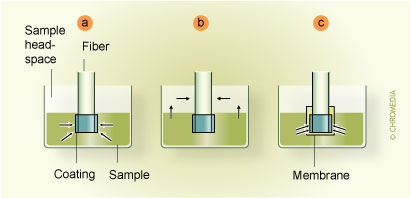 a
b
c
Sample
head-
space
Fiber
Coating
Sample
Membrane
© CHROMEDIA